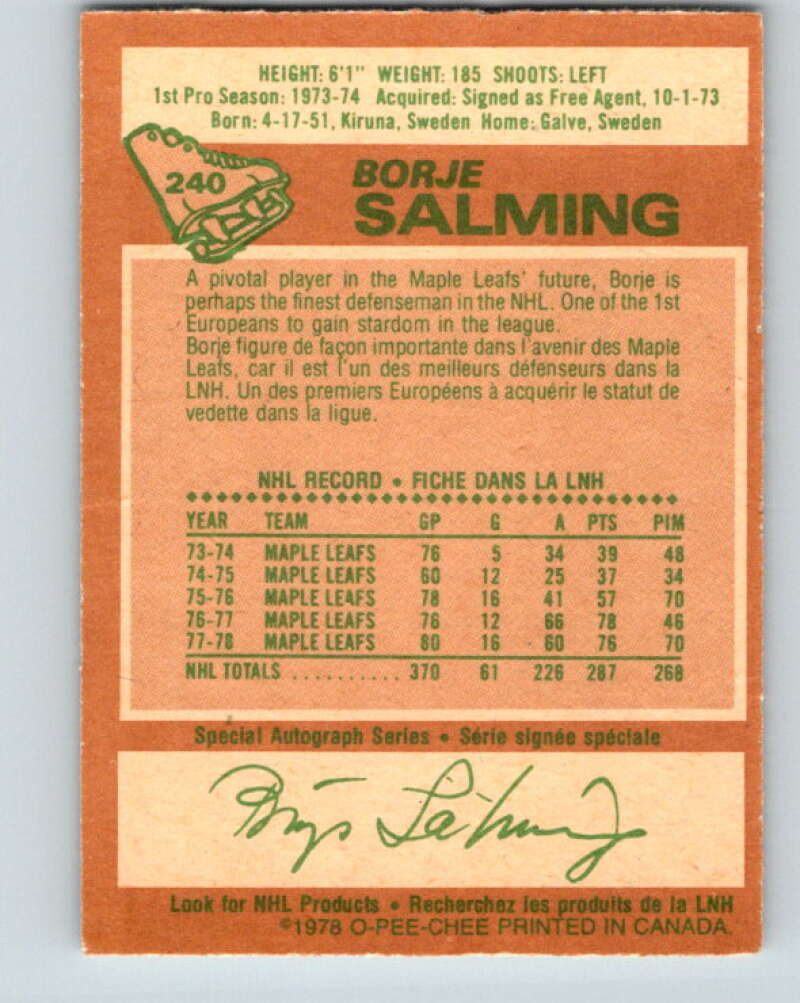 HEIGHT: 6'1" WEIGHT: 185 SHOOTS: LEFT
1st Pro Season: 1973-74 Acquired: Signed as Free Agent, 10-1-73
Born: 4-17-51, Kiruna, Sweden Home: Galve, Sweden
240
BORJE
SALMING
A pivotal player in the Maple Leafs' future, Borje is
perhaps the finest defenseman in the NHL. One of the 1st
Europeans to gain stardom in the league.
Borje figure de façon importante dans l'avenir des Maple
Leafs, car il est l'un des meilleurs défenseurs dans la
LNH. Un des premiers Européens à acquérir le statut de
vedette dans la ligue.
NHL RECORD • FICHE DANS LA LNH
YEAR TEAM GP G A PTS PIM
73-74 MAPLE LEAFS 76 5 34 39 48
74-75 MAPLE LEAFS 60 12 25 37 34
75-76 MAPLE LEAFS 78 16 41 57 70
76-77 MAPLE LEAFS 76 12 66 78 46
77-78 MAPLE LEAFS 80 16 60 76 70
NHL TOTALS .......... 370 61 226 287 268
Special Autograph Series • Série signée spéciale
Börje Salming
Look for NHL Products • Recherchez les produits de la LNH
©1978 O-PEE-CHEE PRINTED IN CANADA.